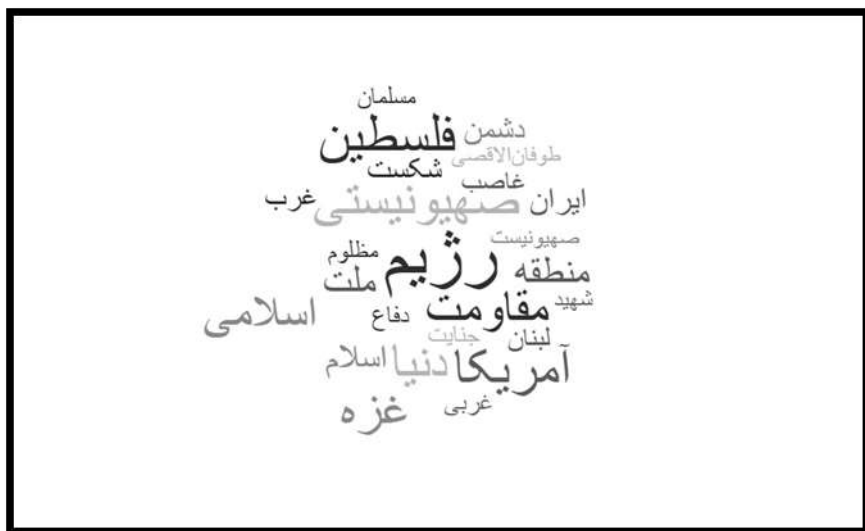 مسلمان
فلسطین دشمن
طوفان‌الاقصی
شکست
غاصب
ایران صهیونیستی غرب
صهیونیست
رژیم مظلوم
منطقه ملت
شهید مقاومت دفاع اسلامی
لبنان جنایت
آمریکا دنیا اسلام
غربی غزه